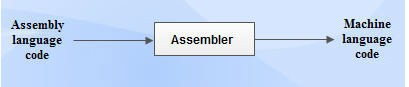 Assembly
language
code
Assembler
Machine
language
code